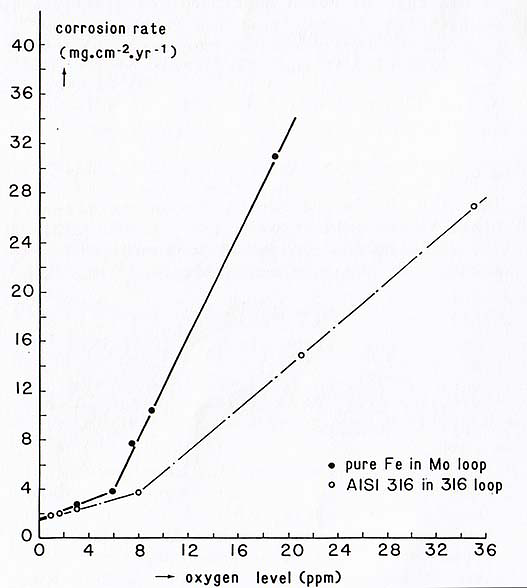 corrosion rate
(mg.cm-2.yr-1)
40
36
32
28
24
20
16
12
8
4
0
pure Fe in Mo loop
AISI 316 in 316 loop
0 4 8 12 16 20 24 28 32 36
→ oxygen level (ppm)